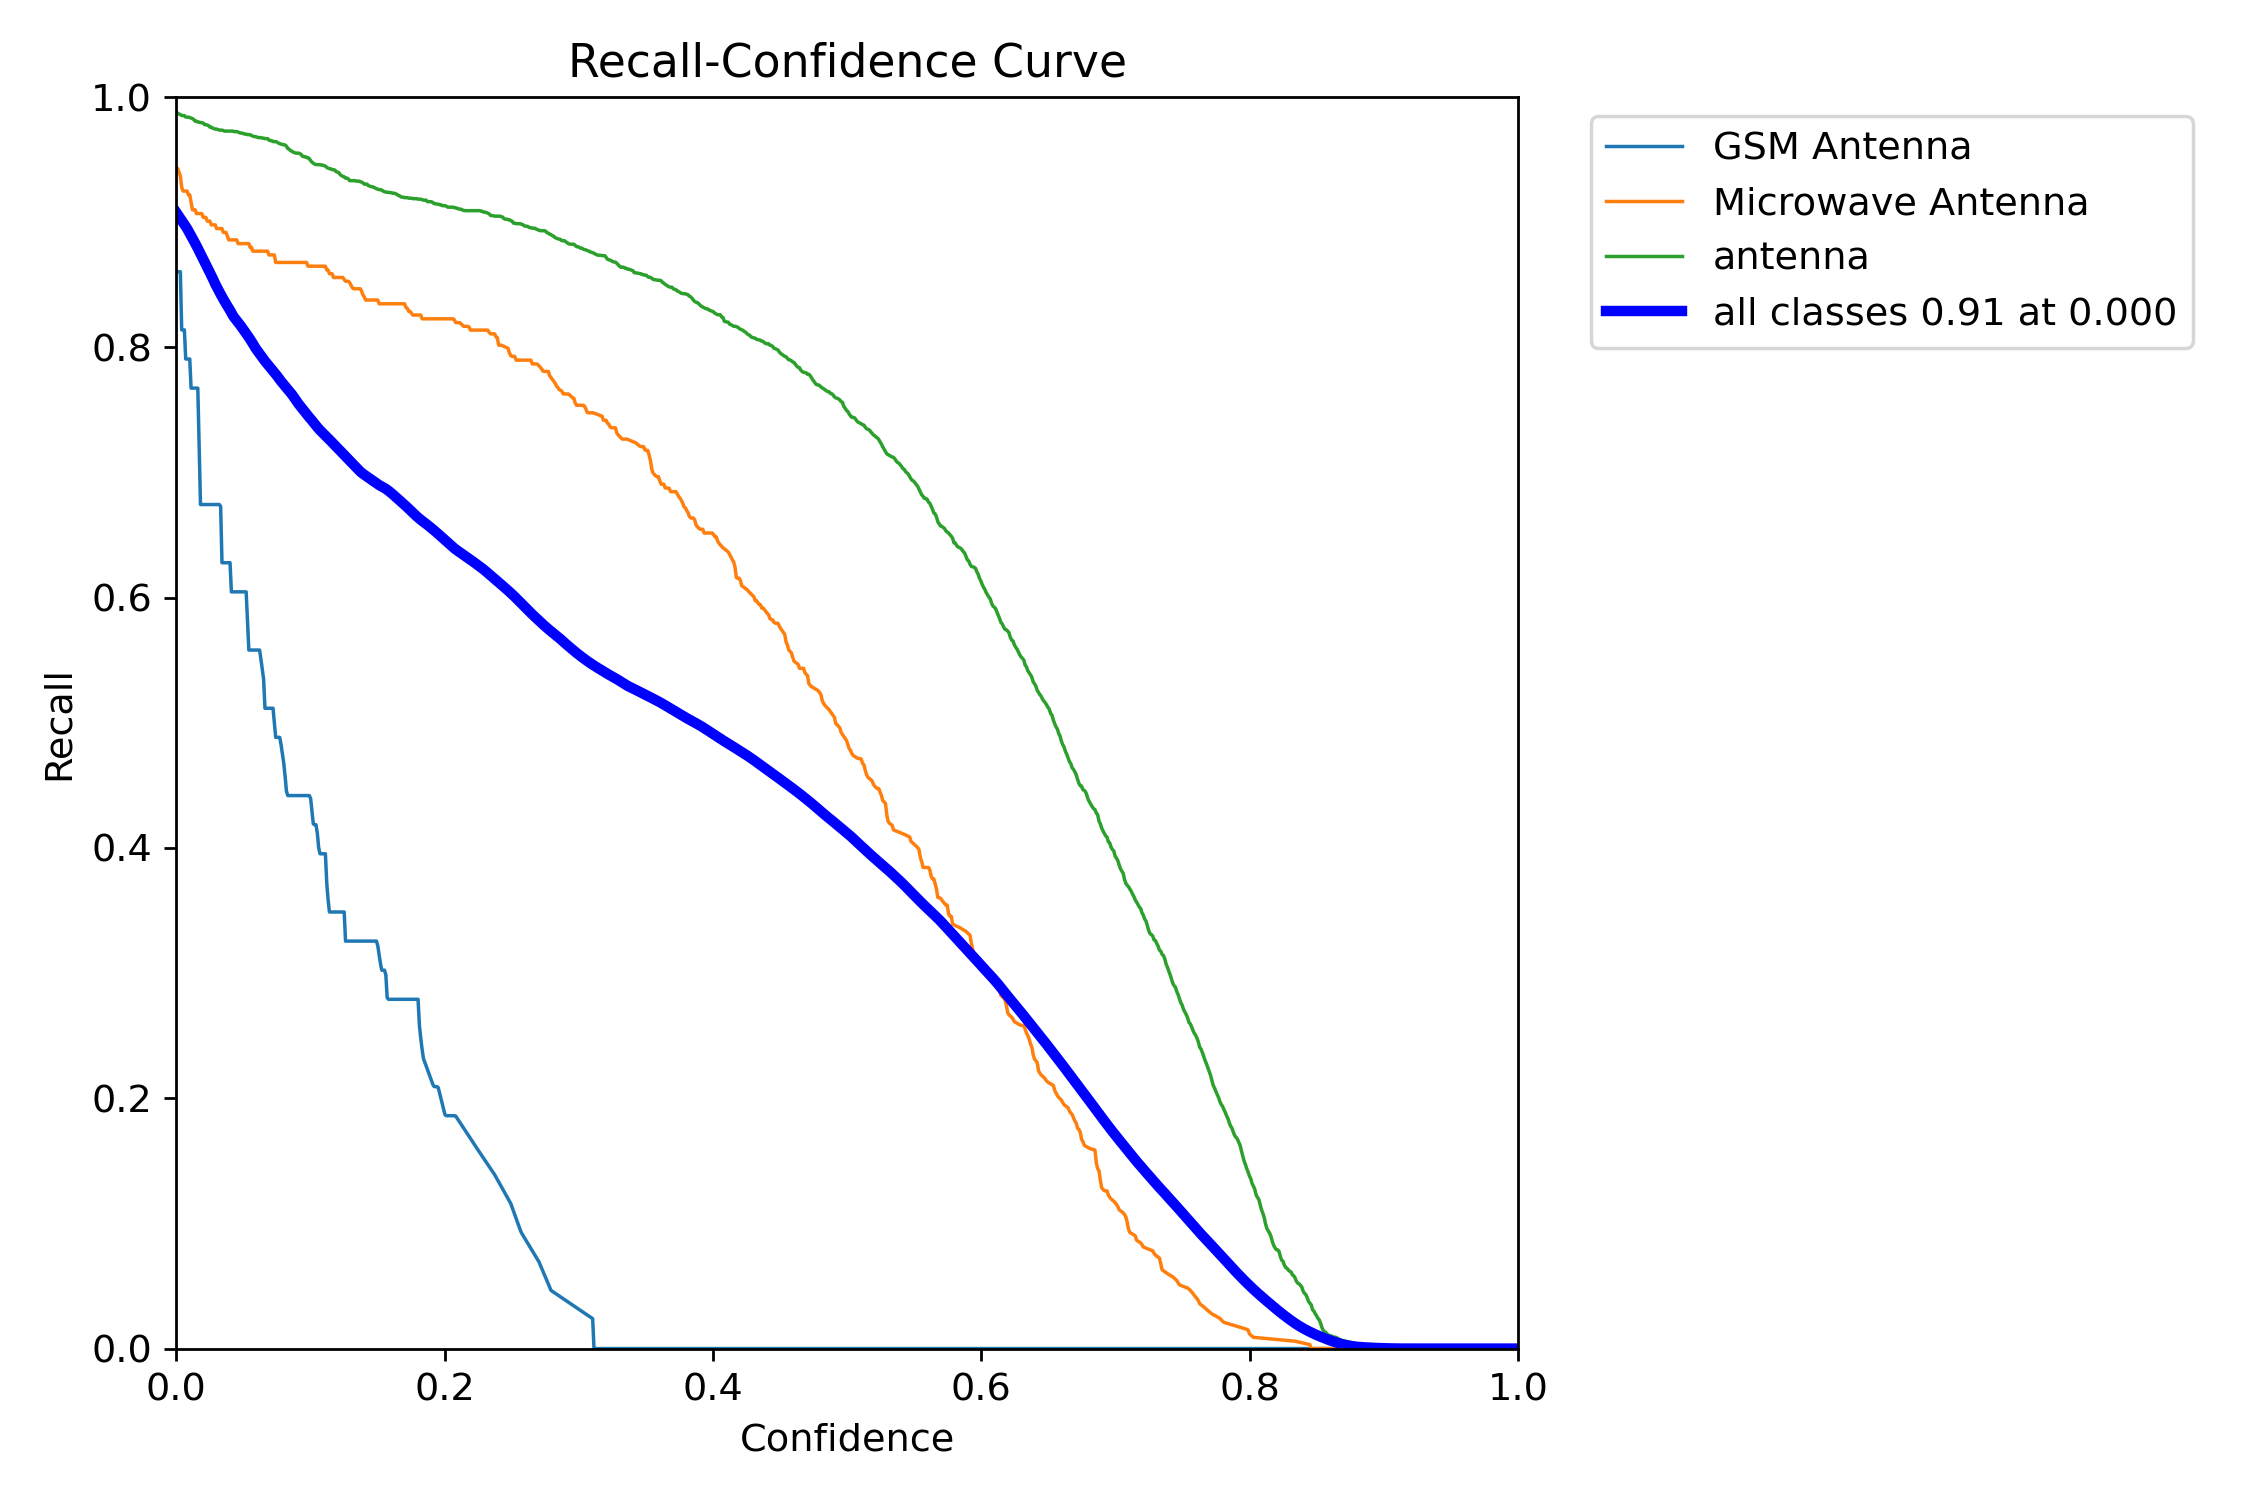 Recall-Confidence Curve
1.0
0.8
0.6
0.4
0.2
0.0
Recall
0.0 0.2 0.4 0.6 0.8 1.0
Confidence
GSM Antenna
Microwave Antenna
antenna
all classes 0.91 at 0.000